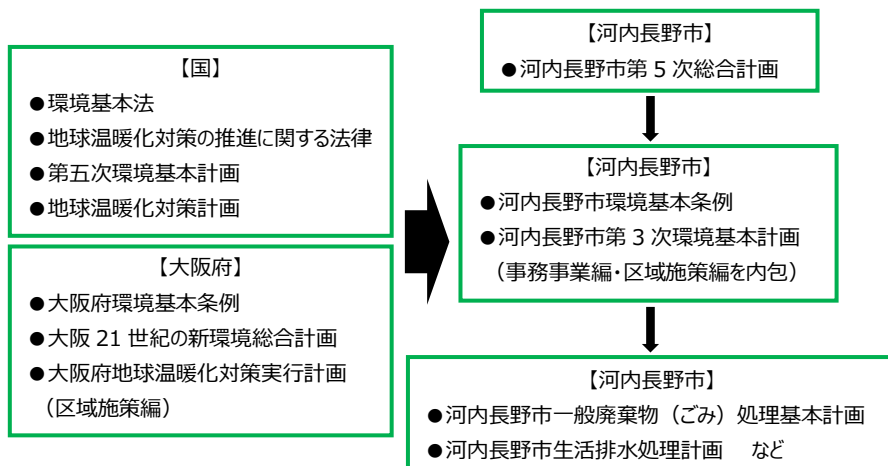 【国】
●環境基本法
●地球温暖化対策の推進に関する法律
●第五次環境基本計画
●地球温暖化対策計画
【大阪府】
●大阪府環境基本条例
●大阪 21 世紀の新環境総合計画
●大阪府地球温暖化対策実行計画
（区域施策編）
【河内長野市】
●河内長野市第 5 次総合計画
【河内長野市】
●河内長野市環境基本条例
●河内長野市第 3 次環境基本計画
（事務事業編・区域施策編を内包）
【河内長野市】
●河内長野市一般廃棄物（ごみ）処理基本計画
●河内長野市生活排水処理計画　など